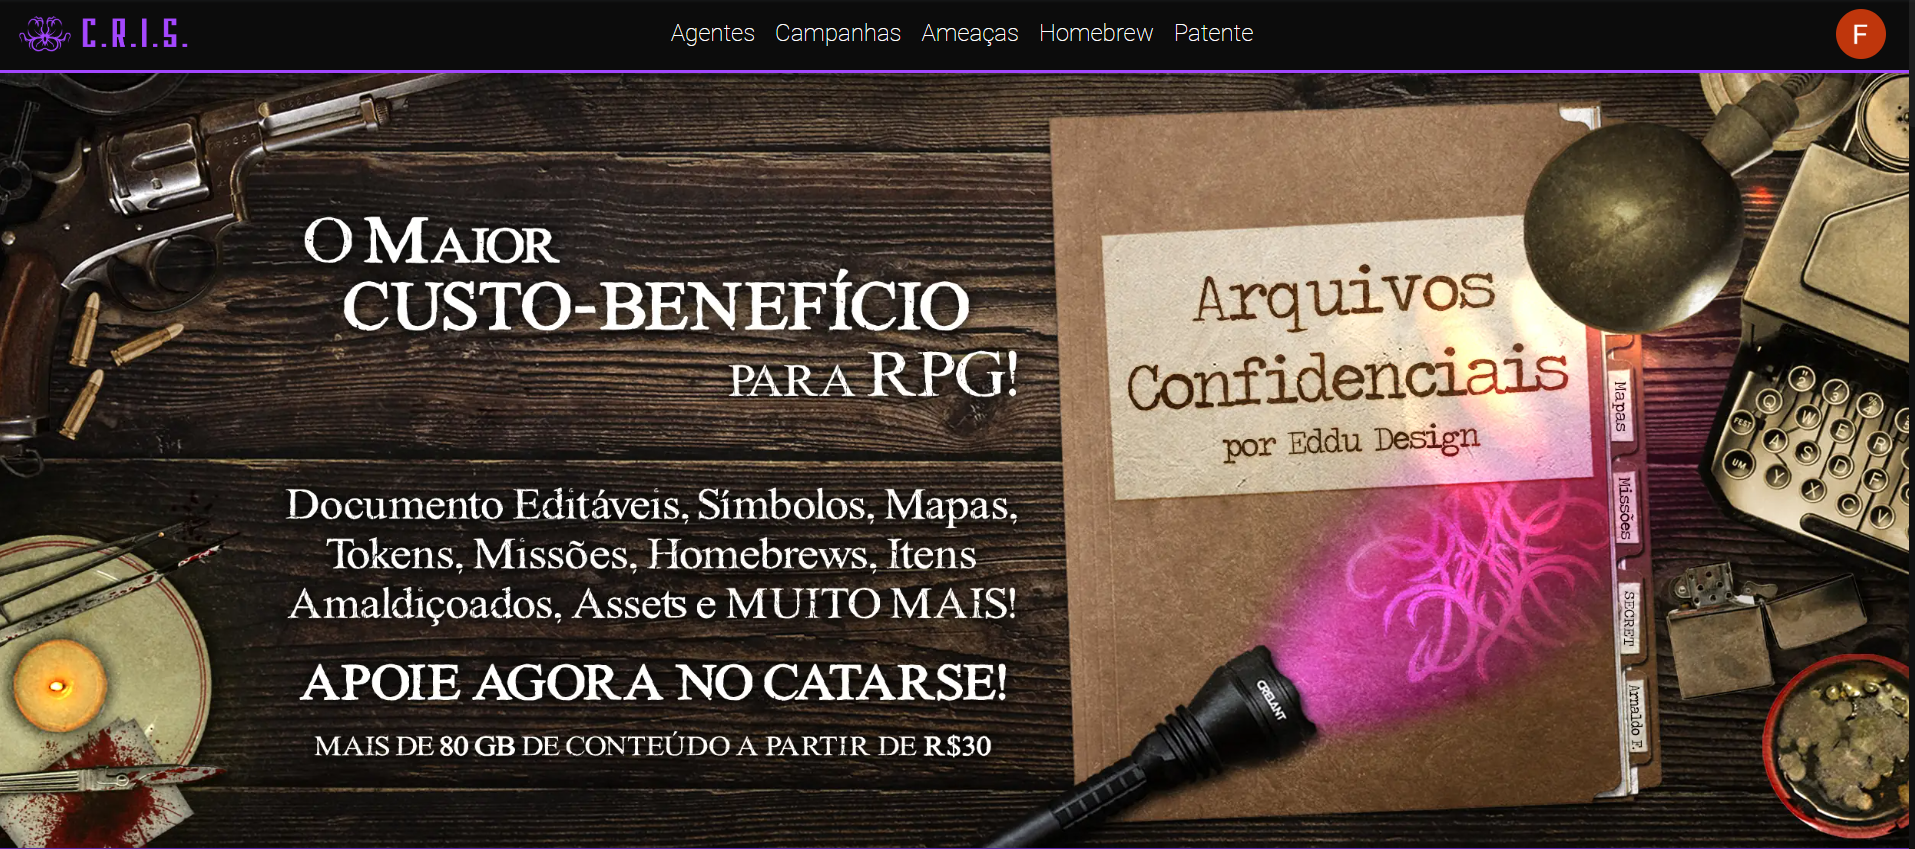 C.R.I.S.
Agentes Campanhas Ameaças Homebrew Patente
F
O MAIOR
CUSTO-BENEFÍCIO
PARA RPG!
Documento Editáveis, Símbolos, Mapas,
Tokens, Missões, Homebrews, Itens
Amaldiçoados, Assets e MUITO MAIS!
APOIE AGORA NO CATARSE!
MAIS DE 80 GB DE CONTEÚDO A PARTIR DE R$30
Arquivos
Confidenciais
por Eddu Design
Mapas
Missões
SECRET
Arnaldo F.
CREIANT
Q W E R
A S D F
Y X C V
UM